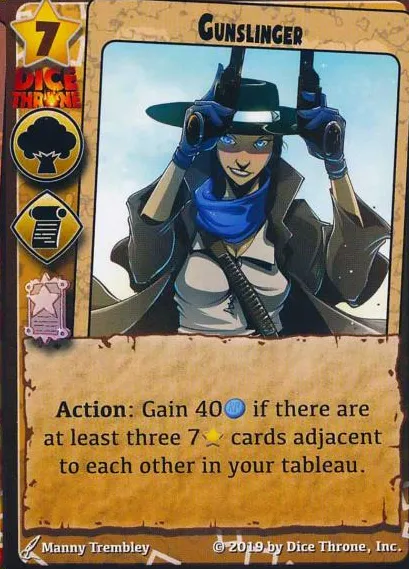 7
GUNSLINGER
DICE
THRONE
Action: Gain 40 if there are
at least three 7 cards adjacent
to each other in your tableau.
Manny Trembley
© 2019 by Dice Throne, Inc.